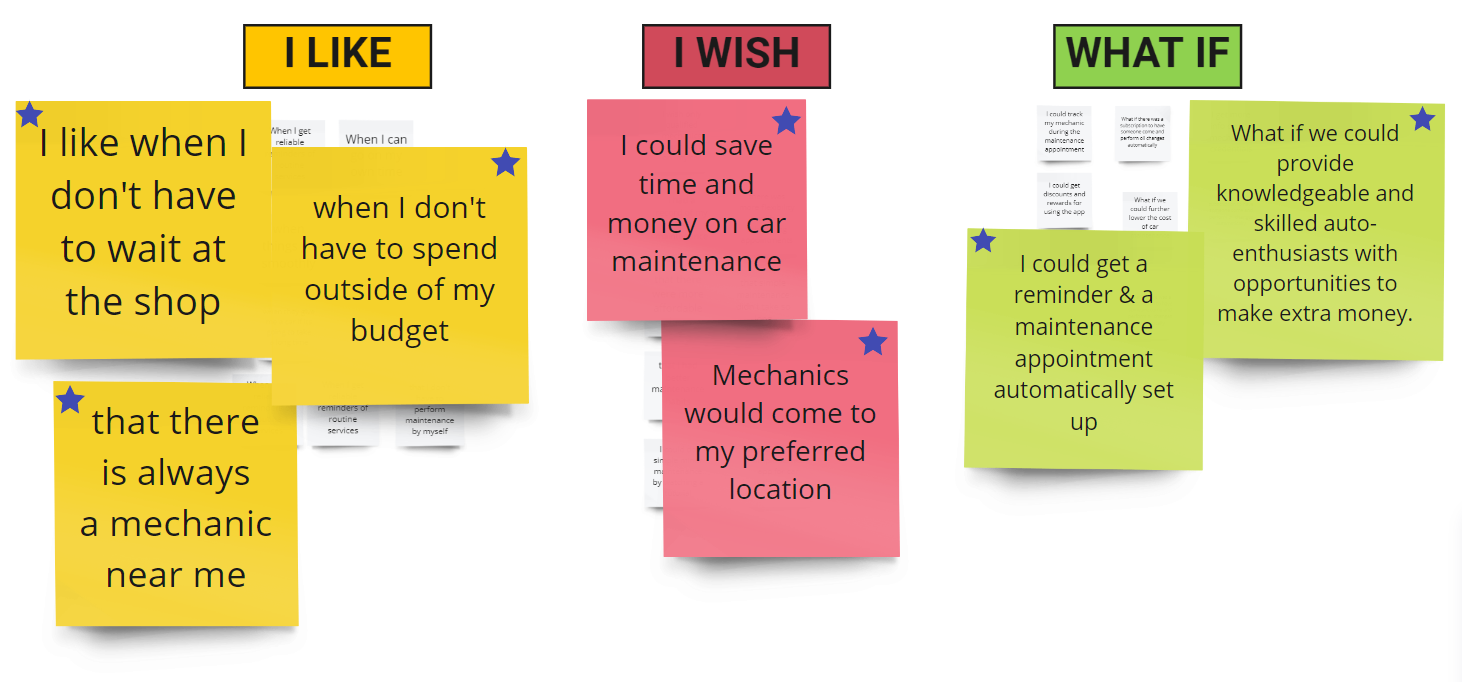 I LIKE
I like when I
don't have
to wait at
the shop
When I get
reliable
When I can
when I don't
have to spend
outside of my
budget
that there
is always
a mechanic
near me
reminders of
routine
services
perform
maintenance
by myself
I WISH
I could save
time and
money on car
maintenance
Mechanics
would come to
my preferred
location
WHAT IF
I could track
my mechanic
during the
maintenance
appointment
What if there was a
subscription to have
someone come and
perform oil changes
automatically
I could get
discounts and
rewards for
using the app
What if we
could further
lower the cost
of car
I could get a
reminder & a
maintenance
appointment
automatically set
up
What if we could
provide
knowledgeable and
skilled auto-
enthusiasts with
opportunities to
make extra money.